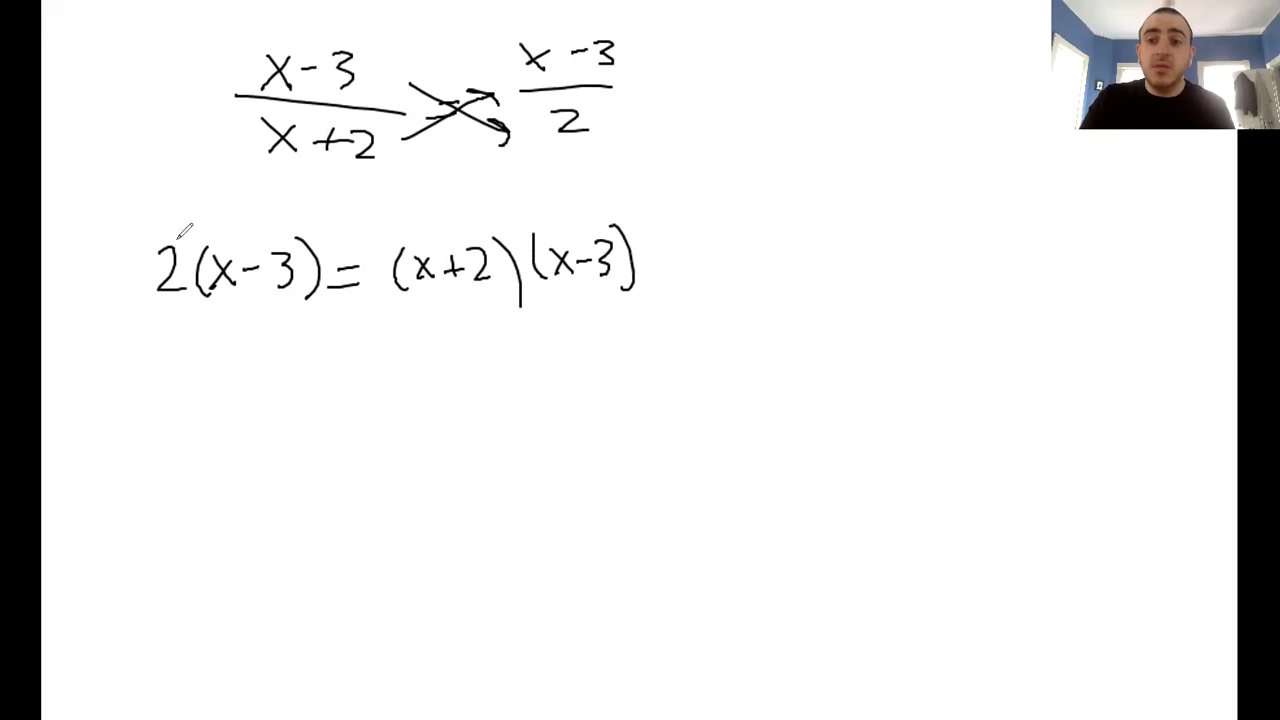 x-3 x-3
x+2 = 2
2(x-3)= (x+2)(x-3)